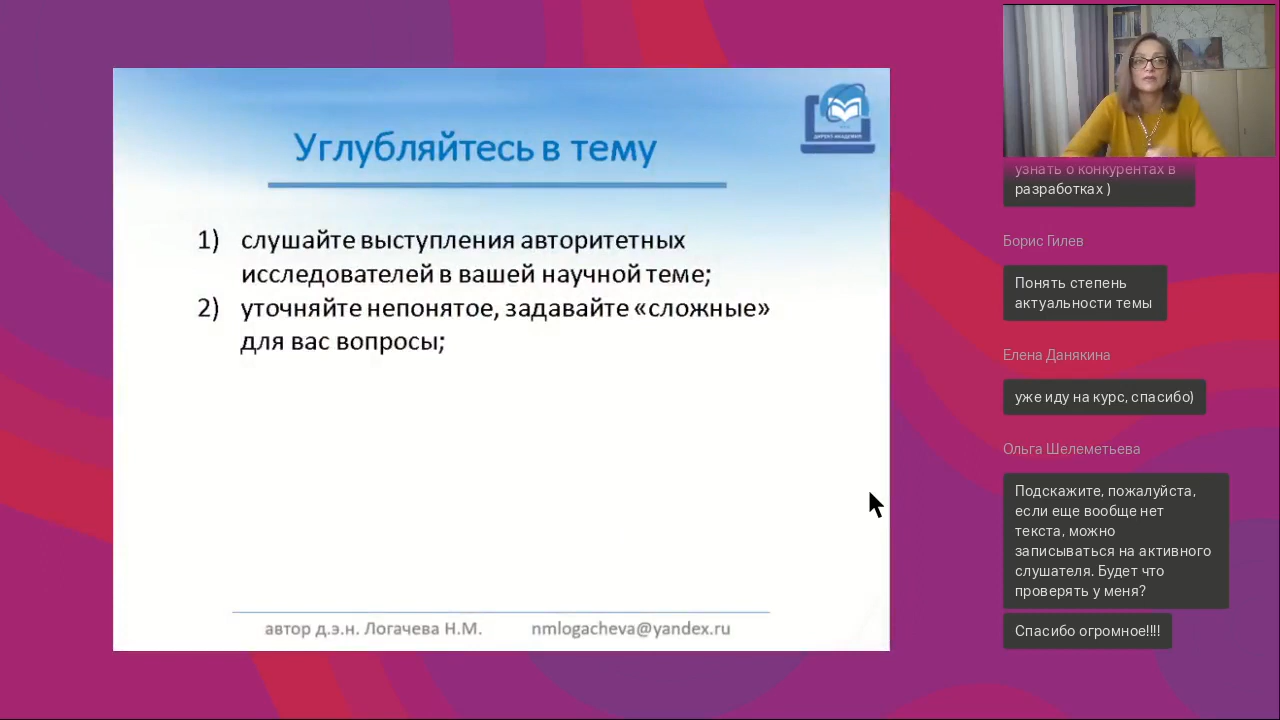 Углубляйтесь в тему
1) слушайте выступления авторитетных
исследователей в вашей научной теме;
2) уточняйте непонятое, задавайте «сложные»
для вас вопросы;
автор д.э.н. Логачева Н.М. nmlogacheva@yandex.ru
узнать о конкурентах в
разработках )
Борис Гилев
Понять степень
актуальности темы
Елена Данякина
уже иду на курс, спасибо)
Ольга Шелеметьева
Подскажите, пожалуйста,
если еще вообще нет
текста, можно
записываться на активного
слушателя. Будет что
проверять у меня?
Спасибо огромное!!!!